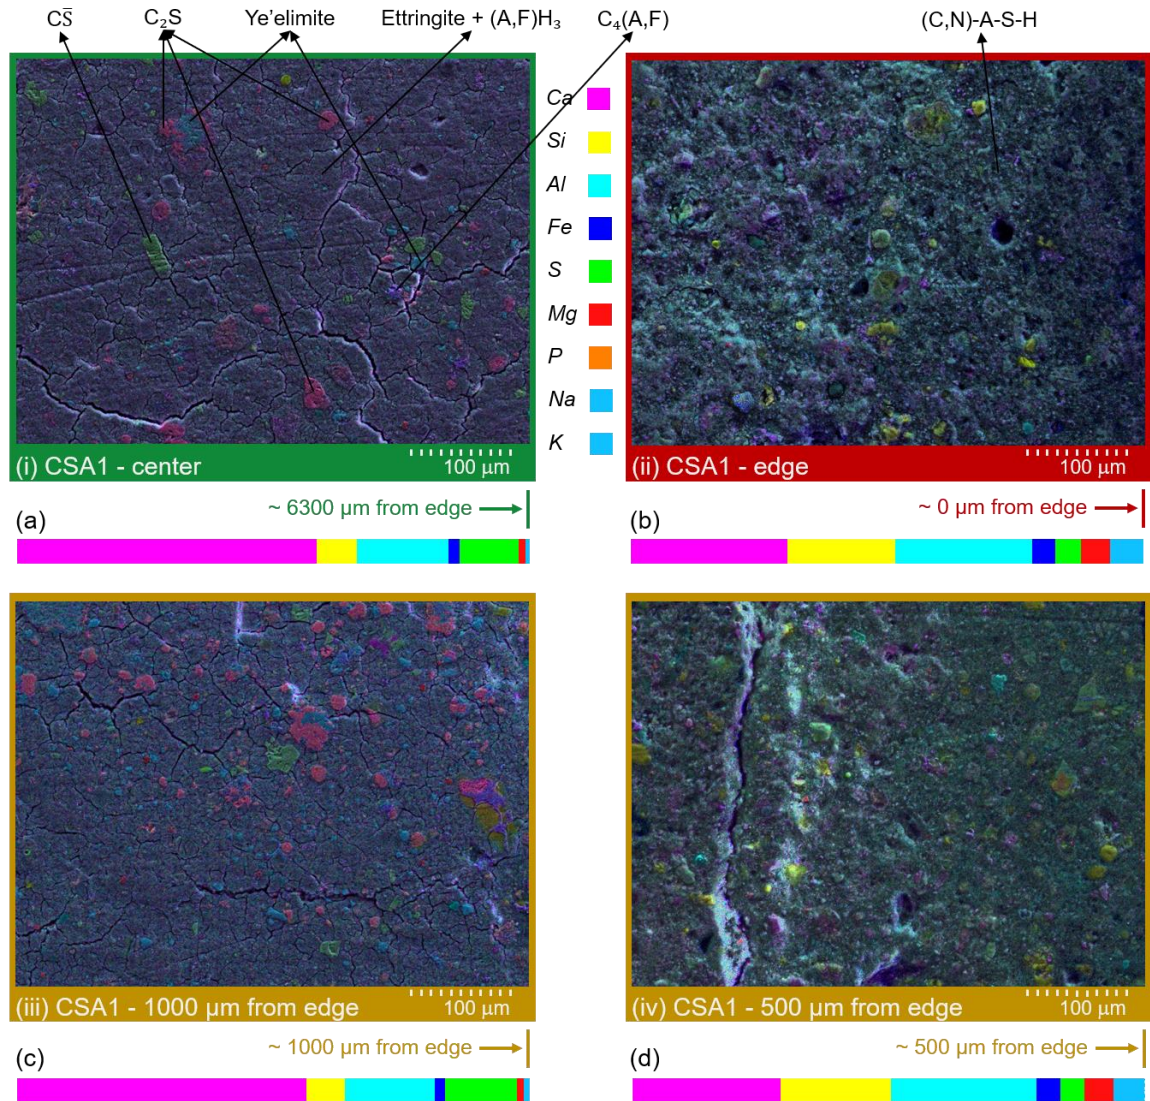 CS̅
C₂S
Ye'elimite
Ettringite + (A,F)H₃
C₄(A,F)
(C,N)-A-S-H
Ca
Si
Al
Fe
S
Mg
P
Na
K
(i) CSA1 - center
100 µm
(ii) CSA1 - edge
100 µm
~ 6300 µm from edge
(a)
~ 0 µm from edge
(b)
(iii) CSA1 - 1000 µm from edge
100 µm
(iv) CSA1 - 500 µm from edge
100 µm
~ 1000 µm from edge
(c)
~ 500 µm from edge
(d)